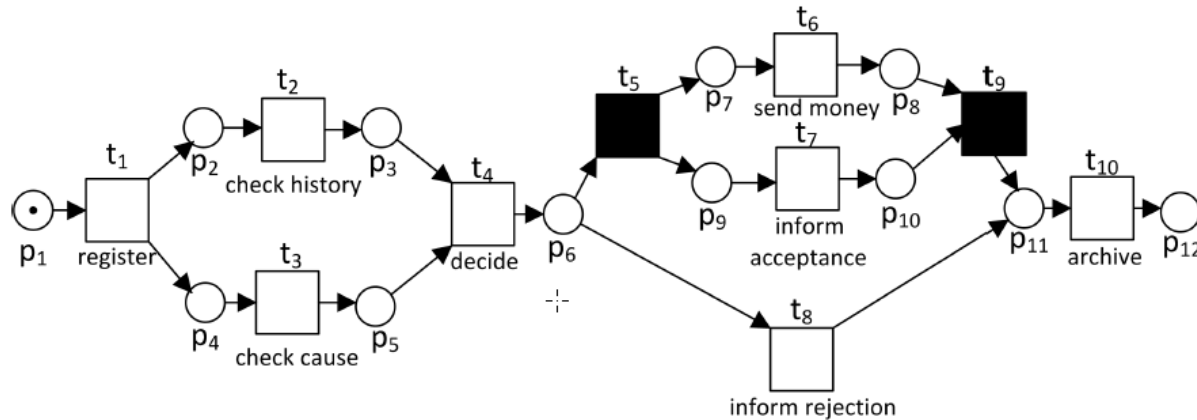 t6
t5
t9
p7
send money
p8
t2
t7
t1
p2
p3
t10
check history
t4
p9
inform
acceptance
p10
p1
register
t3
decide
p6
p11
archive
p12
p4
check cause
p5
t8
inform rejection